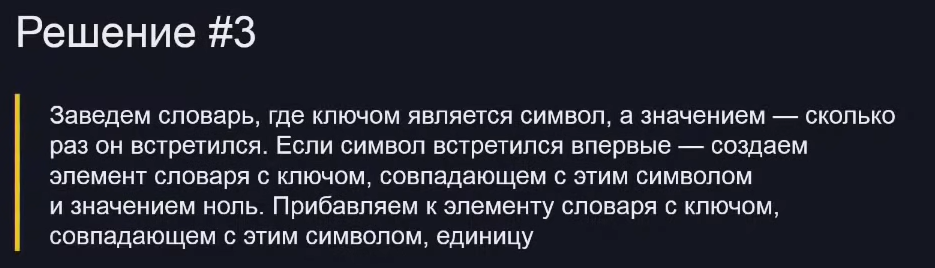 Решение #3
Заведем словарь, где ключом является символ, а значением — сколько
раз он встретился. Если символ встретился впервые — создаем
элемент словаря с ключом, совпадающем с этим символом
и значением ноль. Прибавляем к элементу словаря с ключом,
совпадающем с этим символом, единицу